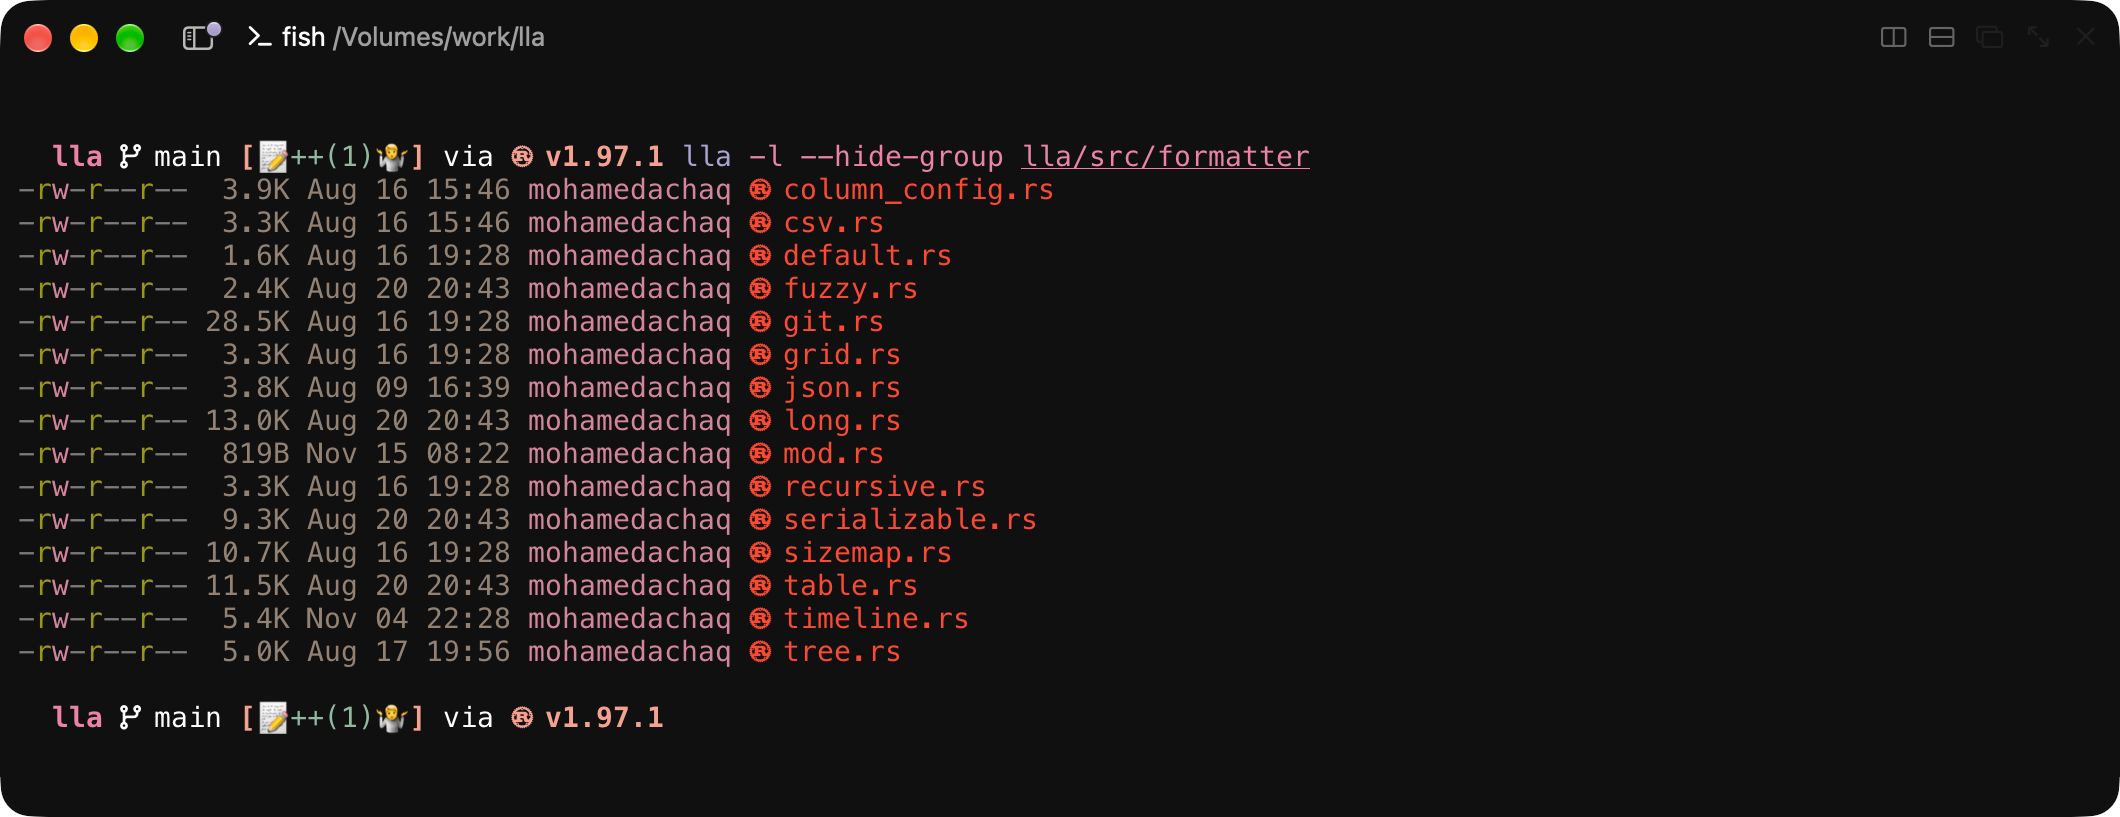 fish /Volumes/work/lla
lla main [📝++(1)🤷] via v1.97.1 lla -l --hide-group lla/src/formatter
-rw-r--r-- 3.9K Aug 16 15:46 mohamedachaq column_config.rs
-rw-r--r-- 3.3K Aug 16 15:46 mohamedachaq csv.rs
-rw-r--r-- 1.6K Aug 16 19:28 mohamedachaq default.rs
-rw-r--r-- 2.4K Aug 20 20:43 mohamedachaq fuzzy.rs
-rw-r--r-- 28.5K Aug 16 19:28 mohamedachaq git.rs
-rw-r--r-- 3.3K Aug 16 19:28 mohamedachaq grid.rs
-rw-r--r-- 3.8K Aug 09 16:39 mohamedachaq json.rs
-rw-r--r-- 13.0K Aug 20 20:43 mohamedachaq long.rs
-rw-r--r-- 819B Nov 15 08:22 mohamedachaq mod.rs
-rw-r--r-- 3.3K Aug 16 19:28 mohamedachaq recursive.rs
-rw-r--r-- 9.3K Aug 20 20:43 mohamedachaq serializable.rs
-rw-r--r-- 10.7K Aug 16 19:28 mohamedachaq sizemap.rs
-rw-r--r-- 11.5K Aug 20 20:43 mohamedachaq table.rs
-rw-r--r-- 5.4K Nov 04 22:28 mohamedachaq timeline.rs
-rw-r--r-- 5.0K Aug 17 19:56 mohamedachaq tree.rs
lla main [📝++(1)🤷] via v1.97.1